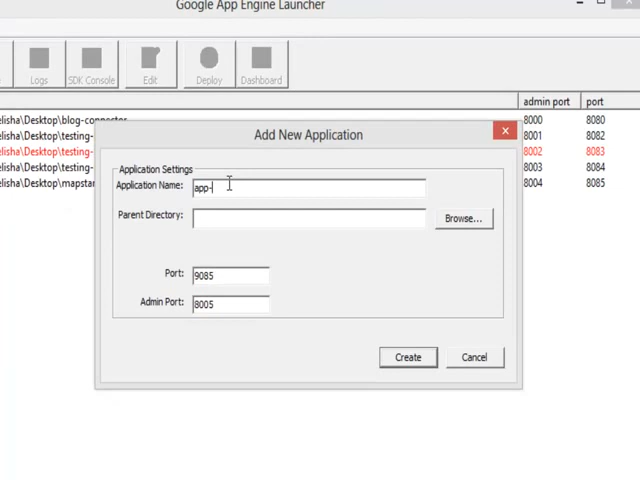 Google App Engine Launcher
Logs SDK Console Edit Deploy Dashboard
admin port port
elisha\Desktop\blog-connector 8000 8080
elisha\Desktop\testing- 8001 8082
elisha\Desktop\testing- 8002 8083
elisha\Desktop\testing- 8003 8084
elisha\Desktop\mapstar 8004 8085
Add New Application
Application Settings
Application Name: app-
Parent Directory: Browse...
Port: 9085
Admin Port: 8005
Create Cancel